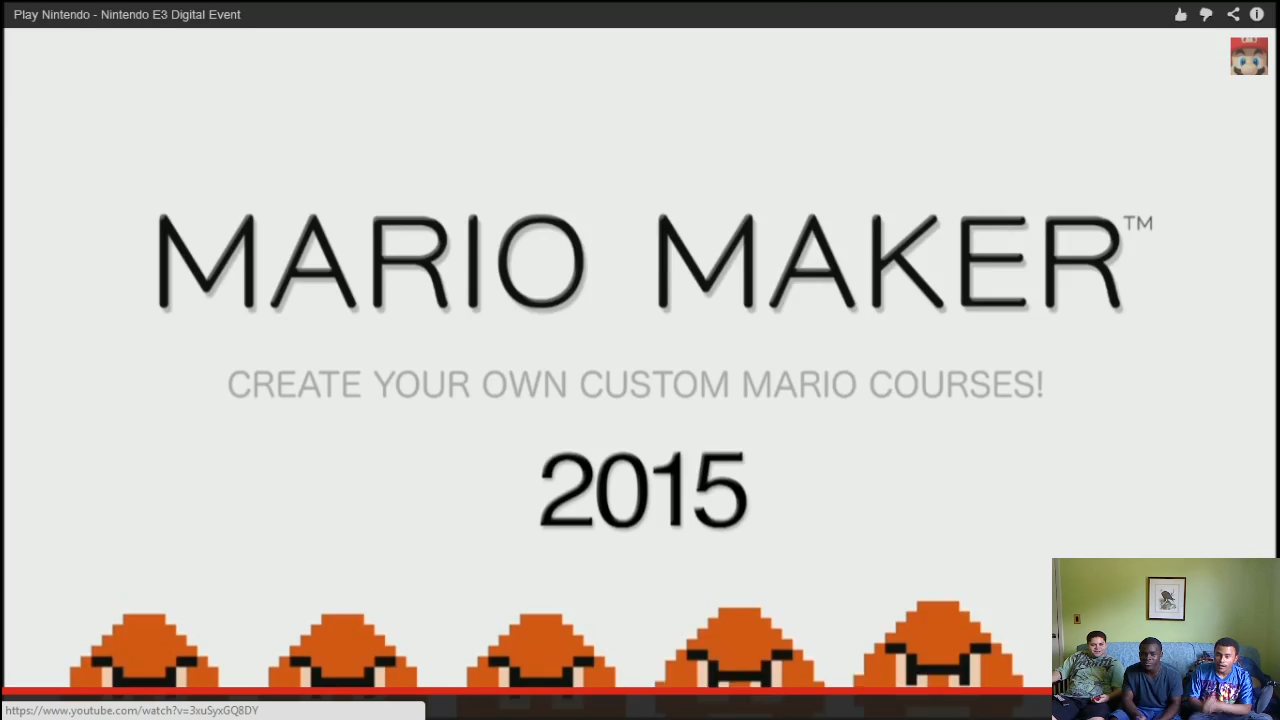 Play Nintendo - Nintendo E3 Digital Event
MARIO MAKER™
CREATE YOUR OWN CUSTOM MARIO COURSES!
2015
https://www.youtube.com/watch?v=3xuSyxGQ8DY